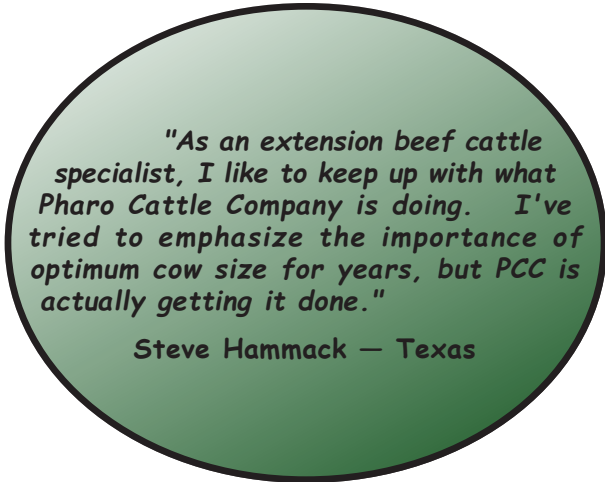 "As an extension beef cattle
specialist, I like to keep up with what
Pharo Cattle Company is doing. I've
tried to emphasize the importance of
optimum cow size for years, but PCC is
actually getting it done."
Steve Hammack — Texas